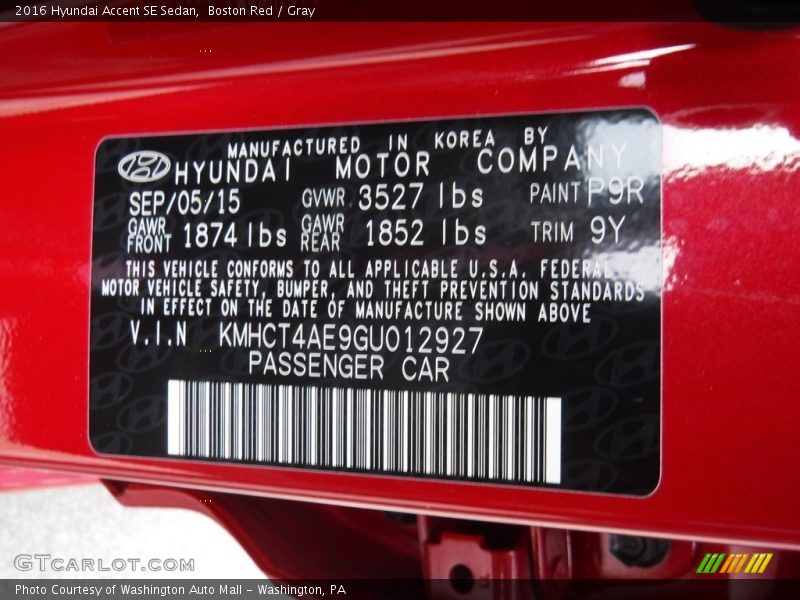 2016 Hyundai Accent SE Sedan,  Boston Red / Gray
MANUFACTURED IN KOREA BY
HYUNDAI MOTOR COMPANY
SEP/05/15 GVWR 3527 lbs PAINT P9R
GAWR FRONT 1874 lbs GAWR REAR 1852 lbs TRIM 9Y
THIS VEHICLE CONFORMS TO ALL APPLICABLE U.S.A. FEDERAL
MOTOR VEHICLE SAFETY, BUMPER, AND THEFT PREVENTION STANDARDS
IN EFFECT ON THE DATE OF MANUFACTURE SHOWN ABOVE
V.I.N KMHCT4AE9GU012927
PASSENGER CAR
GTCarlot.com
Photo Courtesy of Washington Auto Mall - Washington, PA